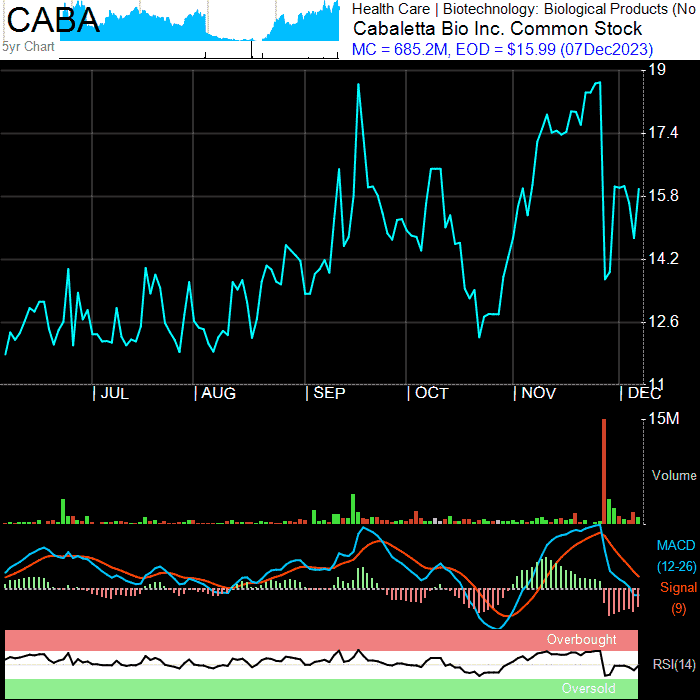 CABA
5yr Chart
Health Care | Biotechnology: Biological Products (No
Cabaletta Bio Inc. Common Stock
MC = 685.2M, EOD = $15.99 (07Dec2023)
19
17.4
15.8
14.2
12.6
11
JUL
AUG
SEP
OCT
NOV
DEC
15M
Volume
MACD
(12-26)
Signal
(9)
Overbought
RSI(14)
Oversold